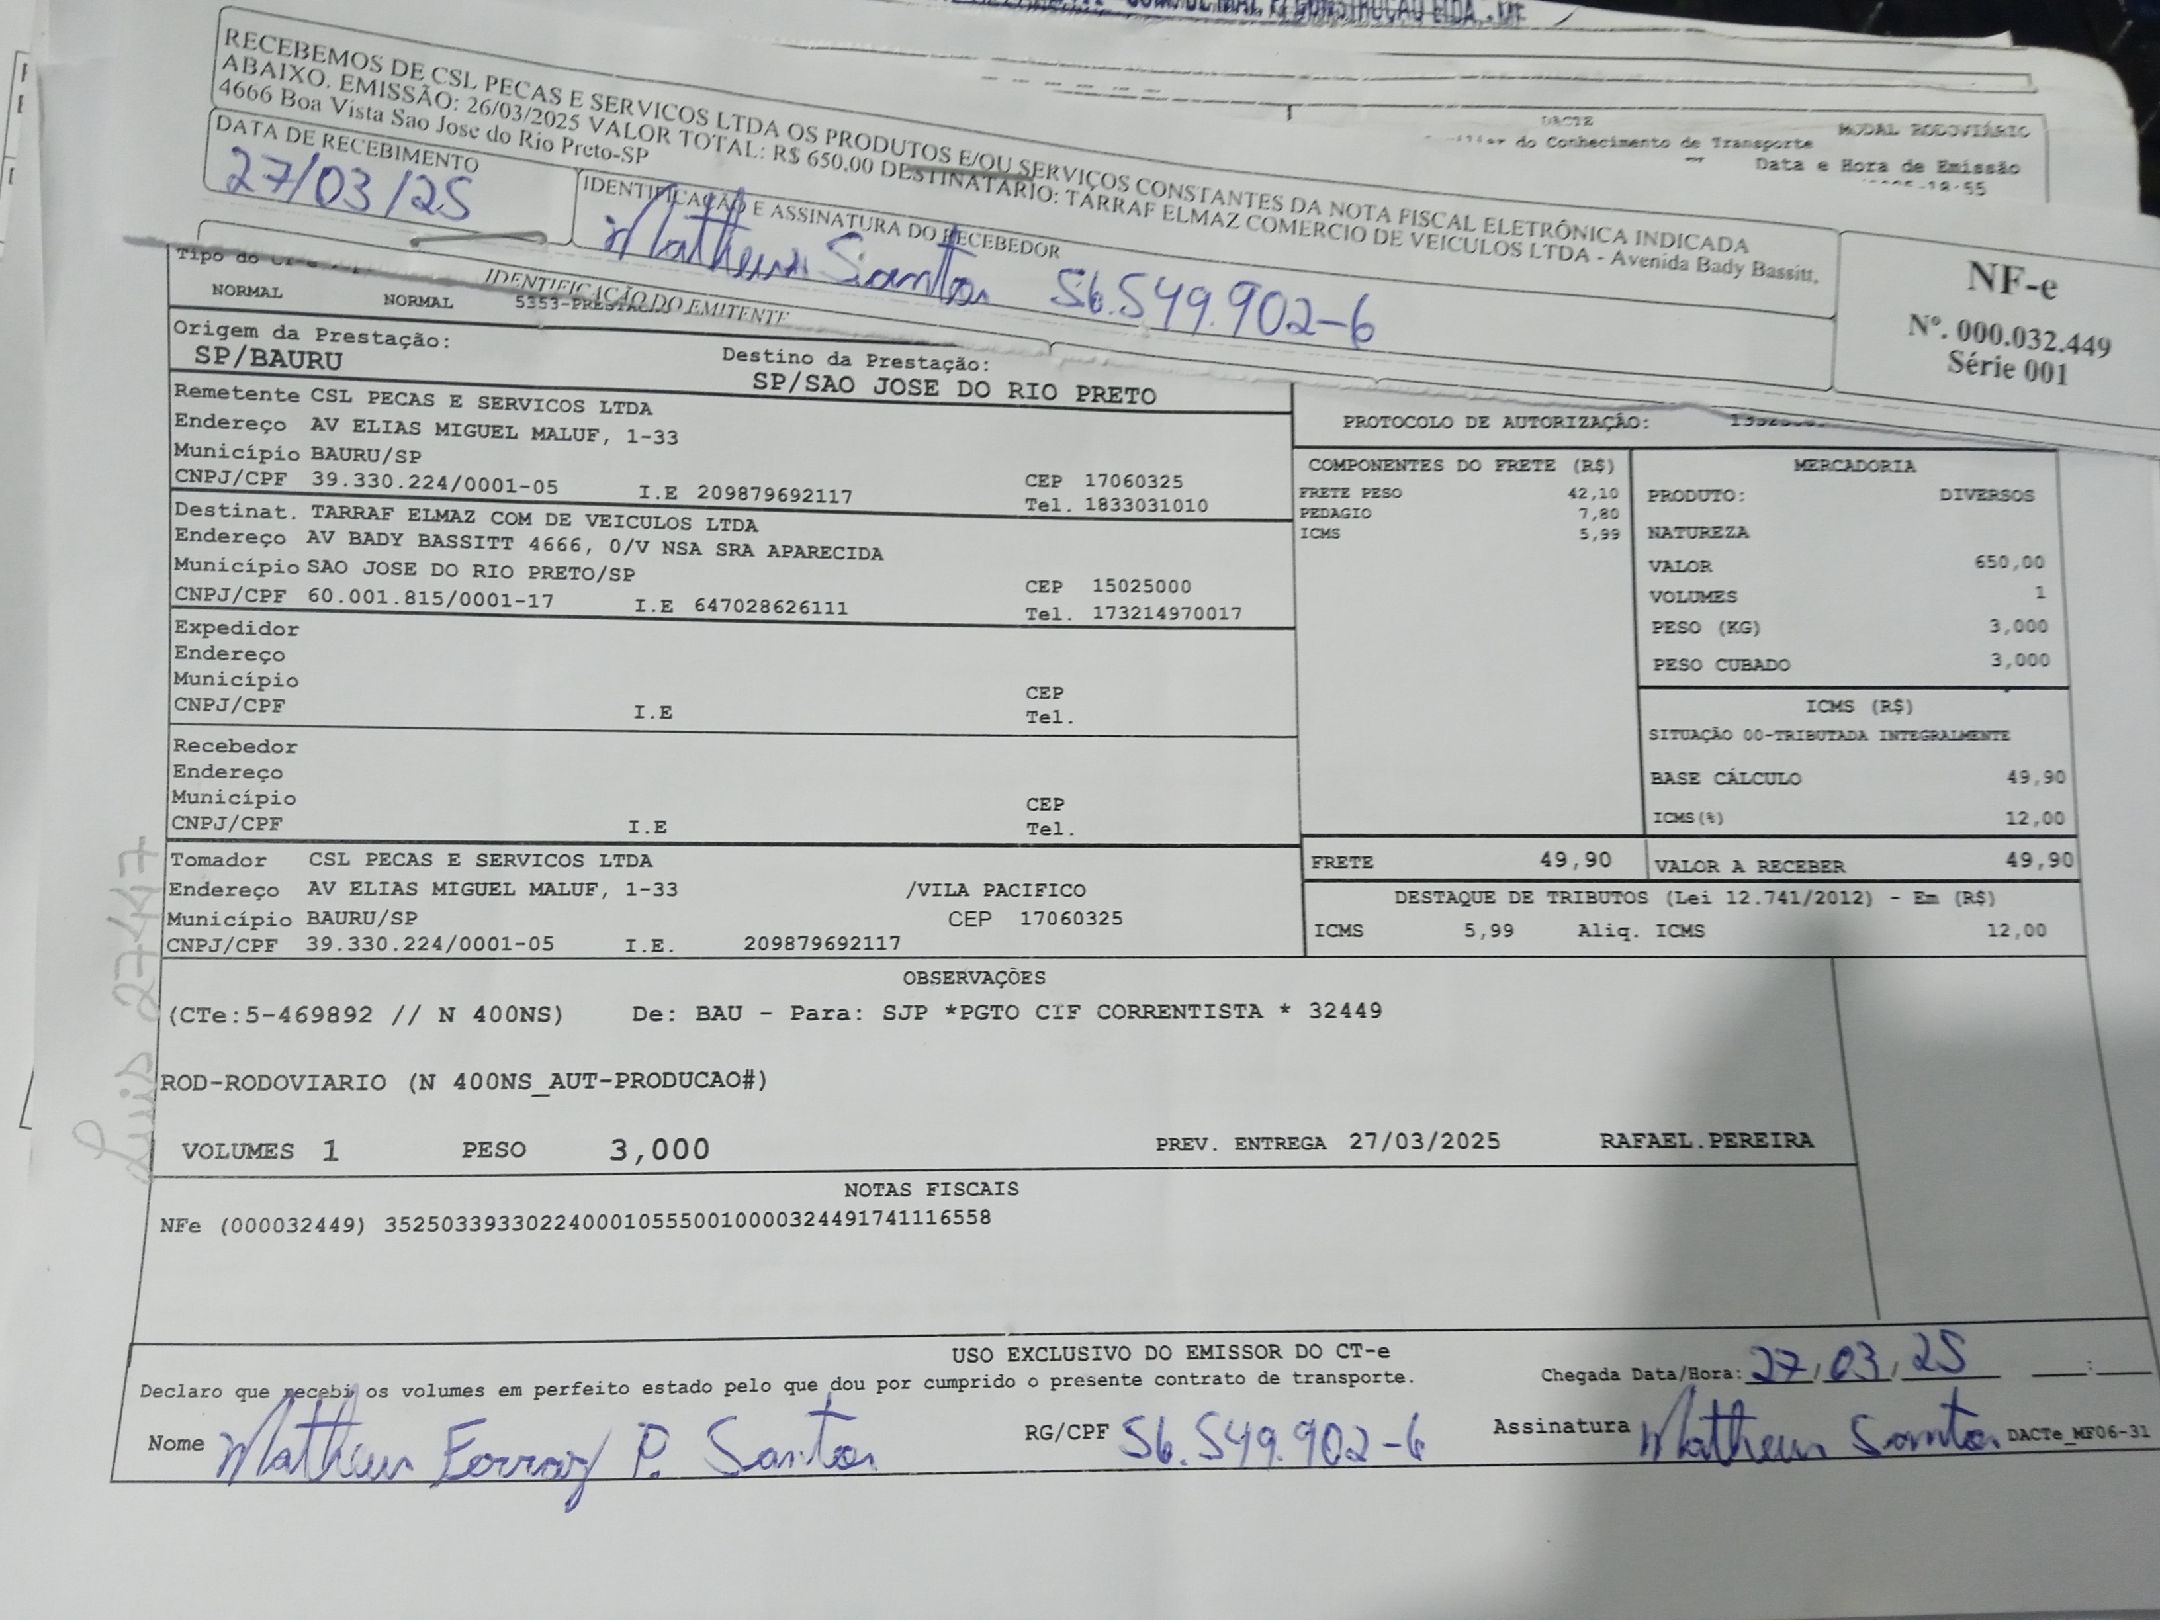 RECEBEMOS DE CSL PECAS E SERVICOS LTDA OS PRODUTOS E/OU SERVIÇOS CONSTANTES DA NOTA FISCAL ELETRÔNICA INDICADA
ABAIXO. EMISSÃO: 26/03/2025 VALOR TOTAL: R$ 650,00 DESTINATÁRIO: TARRAF ELMAZ COMERCIO DE VEICULOS LTDA - Avenida Bady Bassitt,
4666 Boa Vista Sao Jose do Rio Preto-SP
DATA DE RECEBIMENTO
27/03/25
IDENTIFICAÇÃO E ASSINATURA DO RECEBEDOR
Matheus Santos 56.549.902-6
NF-e
Nº. 000.032.449
Série 001
DACTE
do Conhecimento de Transporte
MODAL RODOVIÁRIO
Data e Hora de Emissão
IDENTIFICAÇÃO DO EMITENTE
Tipo do
NORMAL NORMAL 5353-PRESTACAO
Origem da Prestação:
SP/BAURU
Destino da Prestação:
SP/SAO JOSE DO RIO PRETO
Remetente CSL PECAS E SERVICOS LTDA
Endereço AV ELIAS MIGUEL MALUF, 1-33
Município BAURU/SP CEP 17060325
CNPJ/CPF 39.330.224/0001-05 I.E 209879692117 Tel. 1833031010
Destinat. TARRAF ELMAZ COM DE VEICULOS LTDA
Endereço AV BADY BASSITT 4666, 0/V NSA SRA APARECIDA
Município SAO JOSE DO RIO PRETO/SP CEP 15025000
CNPJ/CPF 60.001.815/0001-17 I.E 647028626111 Tel. 173214970017
Expedidor
Endereço
Município CEP
CNPJ/CPF I.E Tel.
Recebedor
Endereço
Município CEP
CNPJ/CPF I.E Tel.
Tomador CSL PECAS E SERVICOS LTDA
Endereço AV ELIAS MIGUEL MALUF, 1-33 /VILA PACIFICO
Município BAURU/SP CEP 17060325
CNPJ/CPF 39.330.224/0001-05 I.E. 209879692117
PROTOCOLO DE AUTORIZAÇÃO:
COMPONENTES DO FRETE (R$)
FRETE PESO 42,10
PEDAGIO 7,80
ICMS 5,99
MERCADORIA
PRODUTO: DIVERSOS
NATUREZA
VALOR 650,00
VOLUMES 1
PESO (KG) 3,000
PESO CUBADO 3,000
ICMS (R$)
SITUAÇÃO 00-TRIBUTADA INTEGRALMENTE
BASE CÁLCULO 49,90
ICMS(%) 12,00
FRETE 49,90 VALOR A RECEBER 49,90
DESTAQUE DE TRIBUTOS (Lei 12.741/2012) - Em (R$)
ICMS 5,99 Aliq. ICMS 12,00
Luis 27447
OBSERVAÇÕES
(CTe:5-469892 // N 400NS) De: BAU - Para: SJP *PGTO CIF CORRENTISTA * 32449
ROD-RODOVIARIO (N 400NS_AUT-PRODUCAO#)
VOLUMES 1 PESO 3,000 PREV. ENTREGA 27/03/2025 RAFAEL.PEREIRA
NOTAS FISCAIS
NFe (000032449) 35250339330224000105550010000324491741116558
USO EXCLUSIVO DO EMISSOR DO CT-e
Declaro que recebi os volumes em perfeito estado pelo que dou por cumprido o presente contrato de transporte.
Chegada Data/Hora: 27/03/25 __:__
Nome Matheus Ferraz P. Santos RG/CPF 56.549.902-6 Assinatura Matheus Santos DACTe_MF06-31